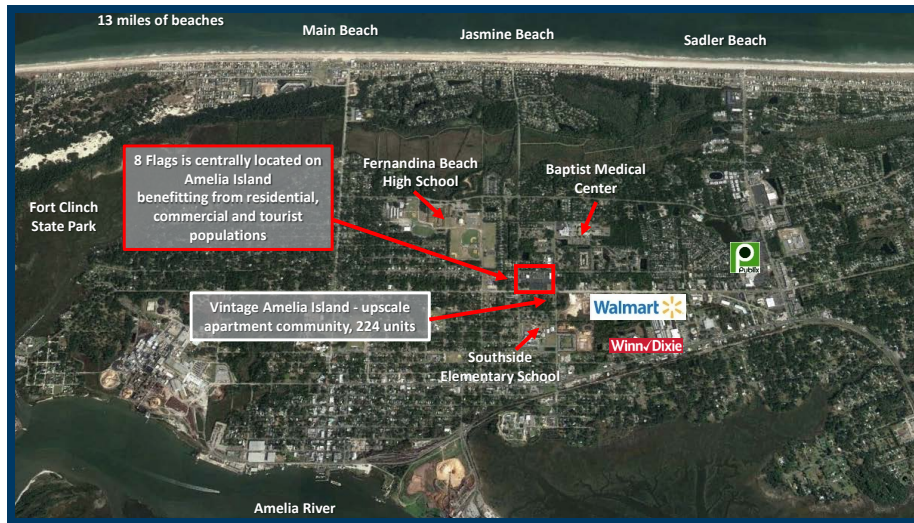 13 miles of beaches
Main Beach
Jasmine Beach
Sadler Beach
8 Flags is centrally located on
Amelia Island
benefitting from residential,
commercial and tourist
populations
Fernandina Beach
High School
Baptist Medical
Center
Fort Clinch
State Park
Publix
Vintage Amelia Island - upscale
apartment community, 224 units
Walmart
Winn Dixie
Southside
Elementary School
Amelia River